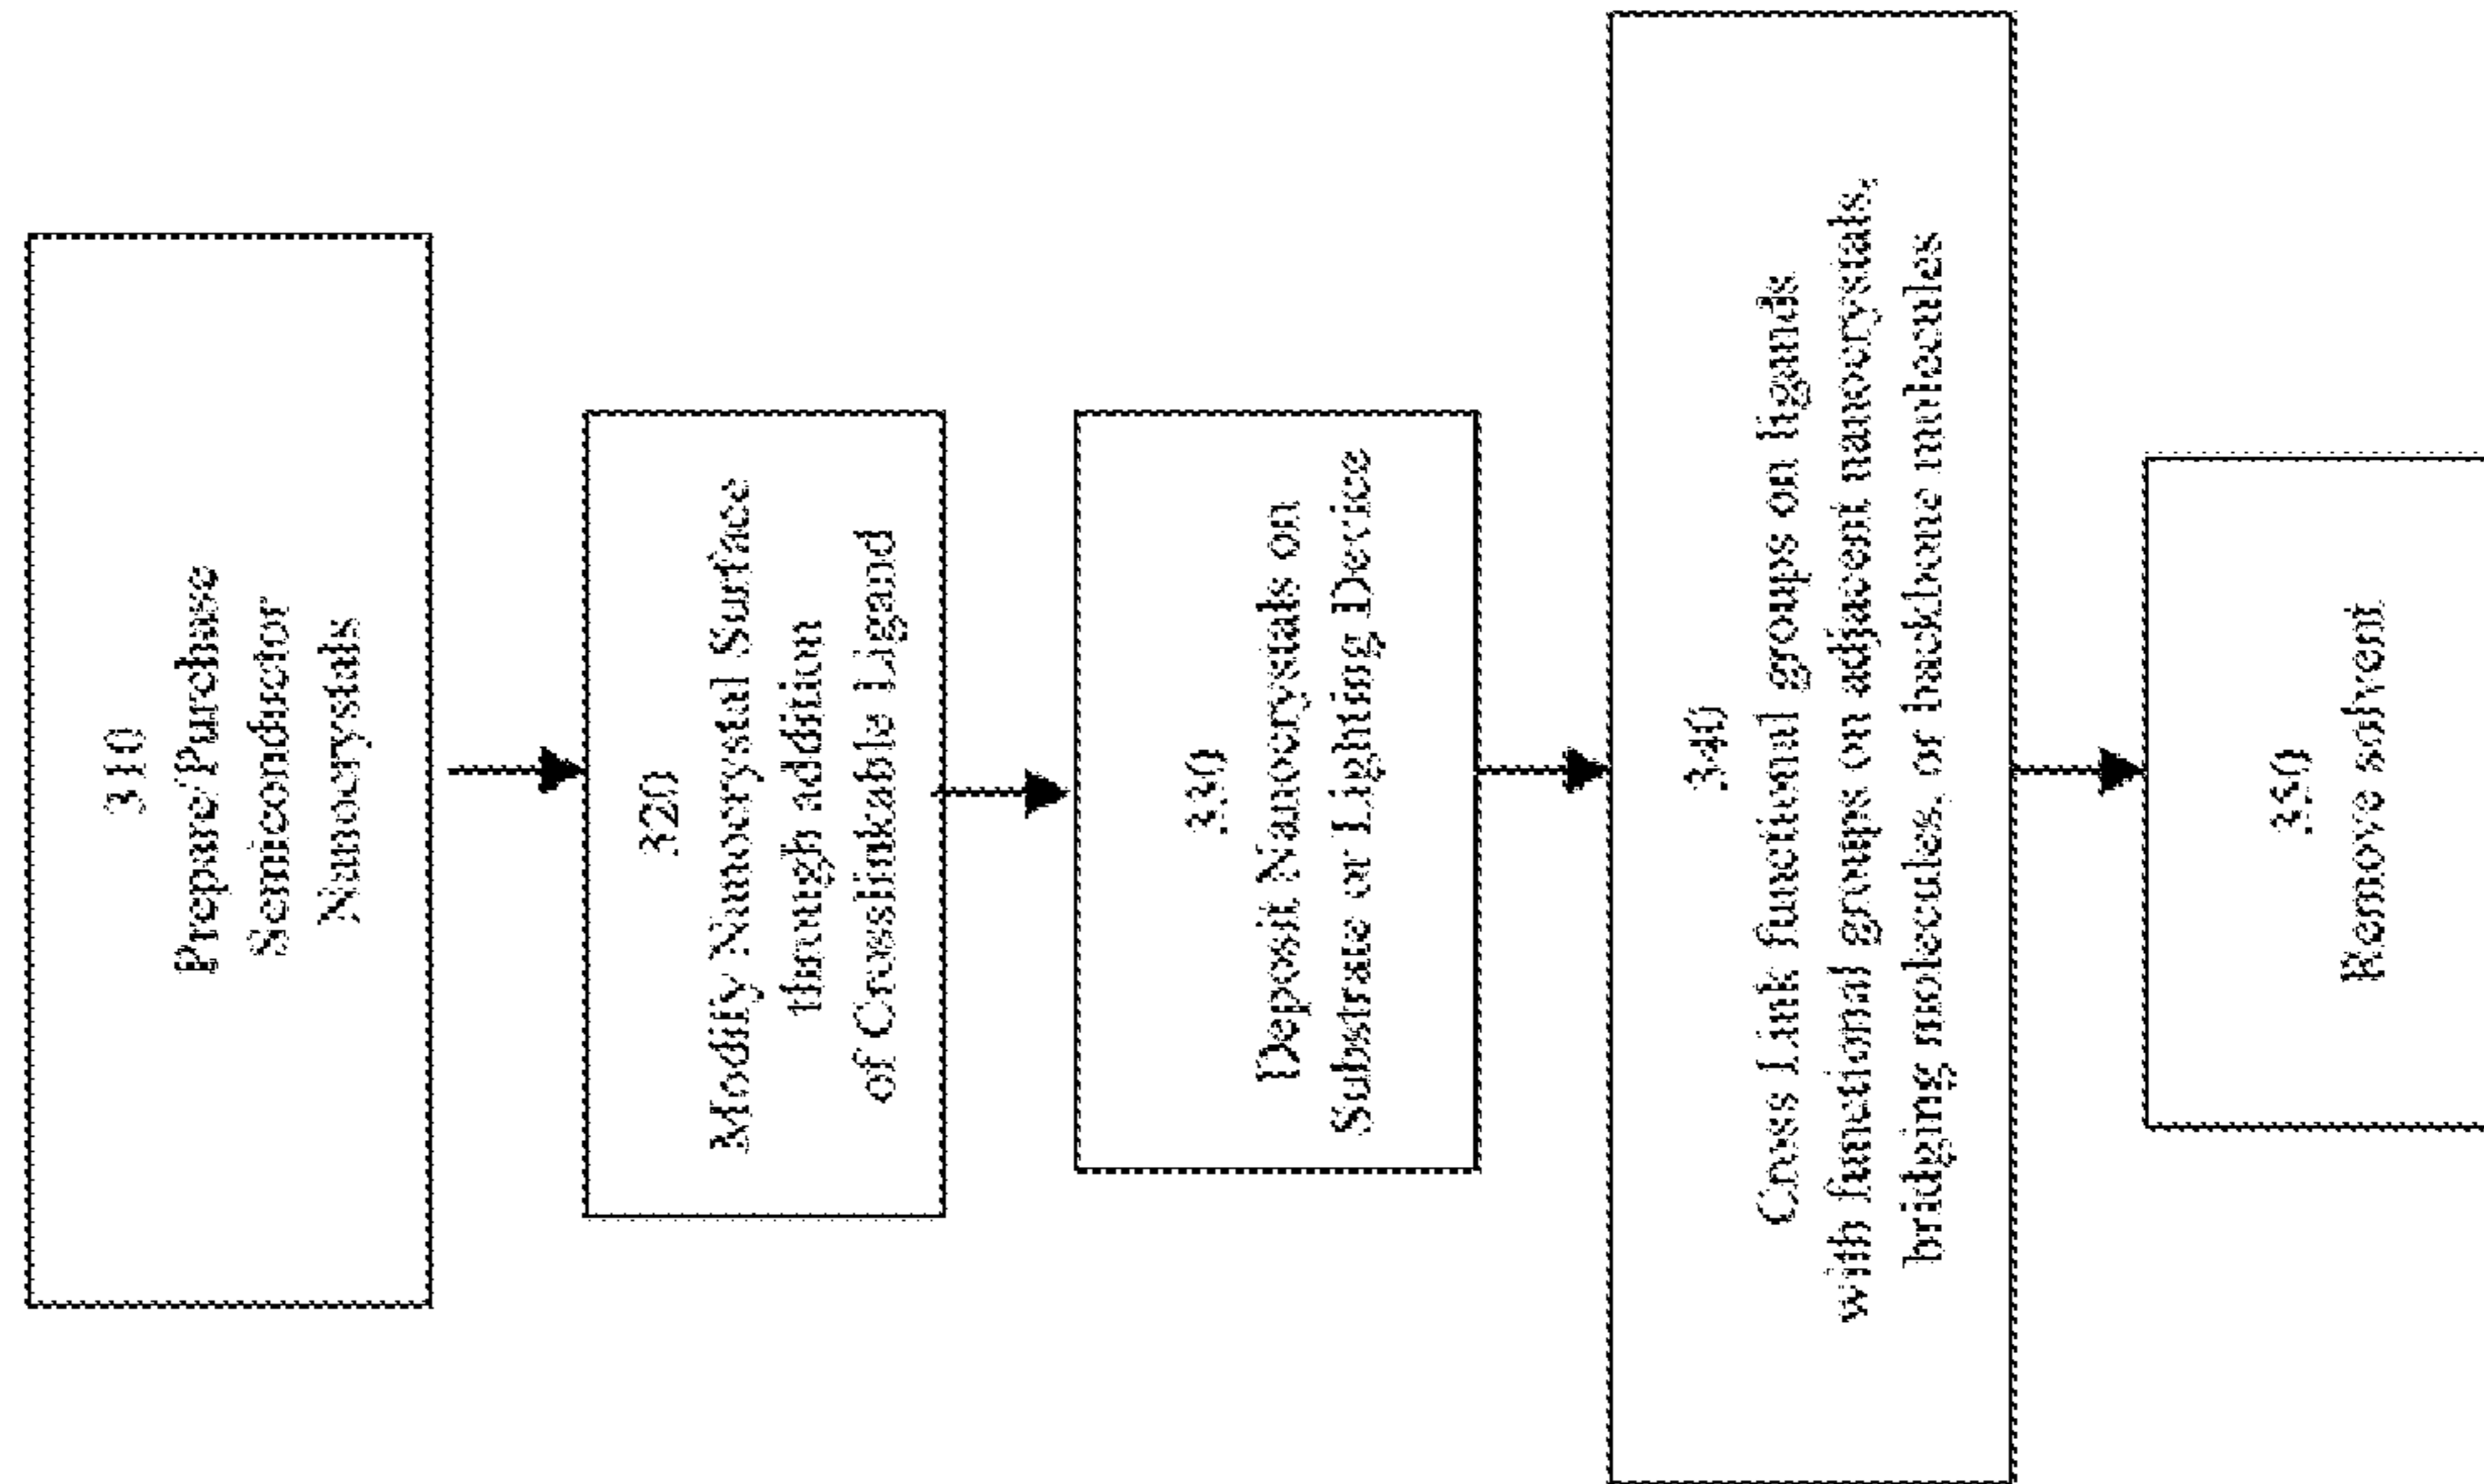 310
Prepare/Purchase
Semiconductor
Nanocrystals
320
Modify Nanocrystal Surface
through addition
of Crosslinkable Ligand
330
Deposit Nanocrystals on
Substrate or Lighting Device
340
Cross Link functional groups on ligands
with functional groups on adjacent nanocrystals,
bridging molecules, or backbone molecules
350
Remove solvent